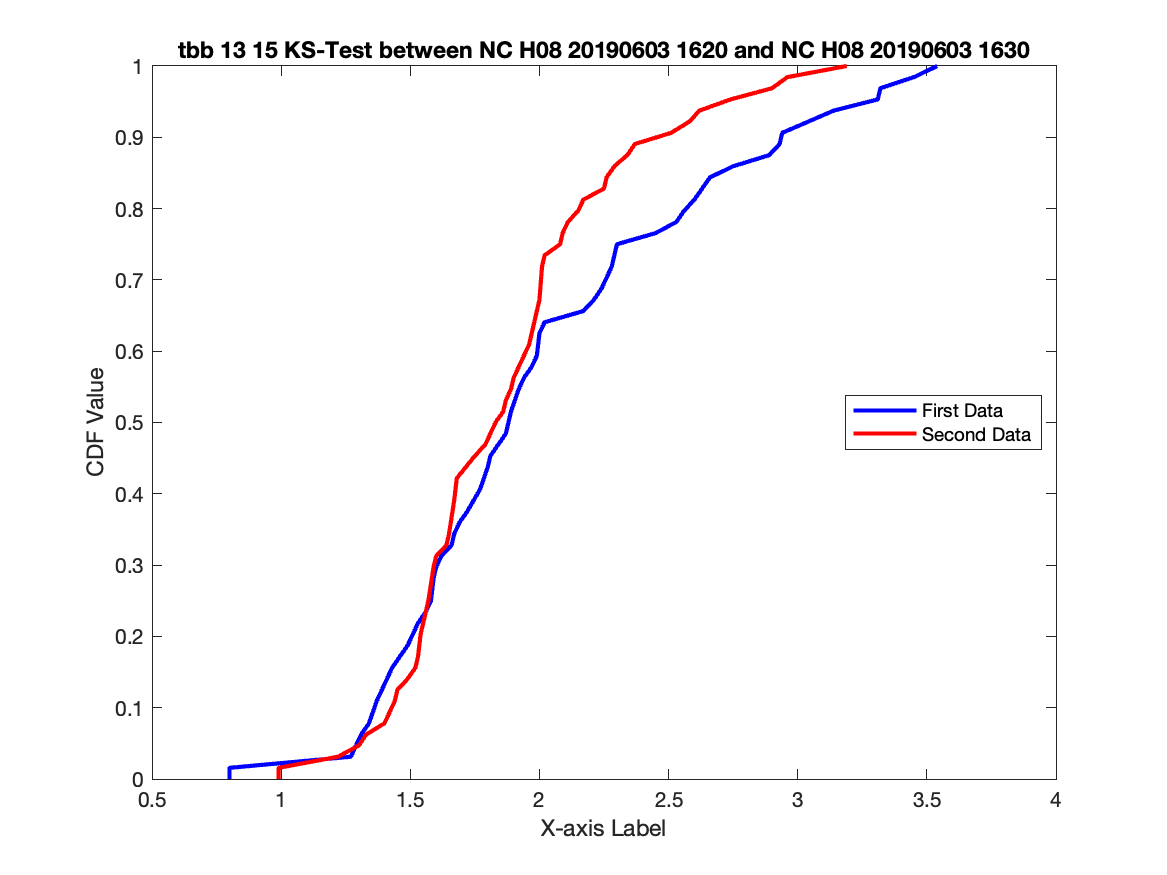 tbb 13 15 KS-Test between NC H08 20190603 1620 and NC H08 20190603 1630
1
0.9
0.8
0.7
0.6
0.5
0.4
0.3
0.2
0.1
0
CDF Value
First Data
Second Data
0.5 1 1.5 2 2.5 3 3.5 4
X-axis Label